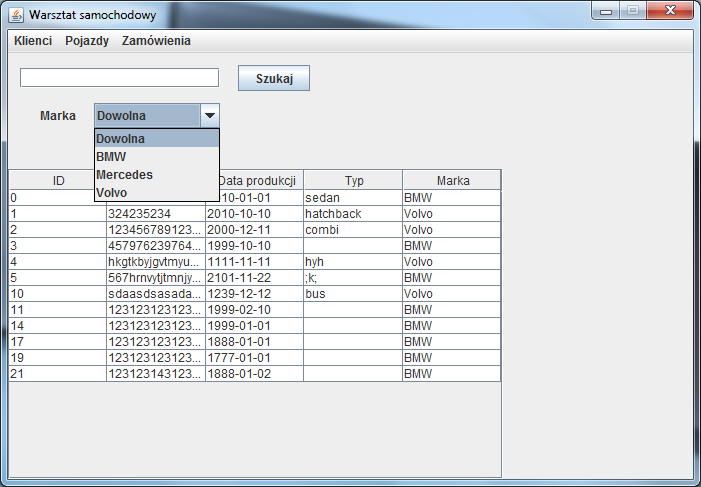 Warsztat samochodowy
Klienci Pojazdy Zamówienia
Szukaj
Marka Dowolna
Dowolna
BMW
Mercedes
Volvo
ID Data produkcji Typ Marka
0 10-01-01 sedan BMW
1 324235234 2010-10-10 hatchback Volvo
2 123456789123... 2000-12-11 combi Volvo
3 457976239764... 1999-10-10 BMW
4 hkgtkbyjgvtmyu... 1111-11-11 hyh Volvo
5 567hrnvytjtmnjy... 2101-11-22 ;k; BMW
10 sdaasdsasada... 1239-12-12 bus Volvo
11 123123123123... 1999-02-10 BMW
14 123123123123... 1999-01-01 BMW
17 123123123123... 1888-01-01 BMW
19 123123123123... 1777-01-01 BMW
21 123123143123... 1888-01-02 BMW